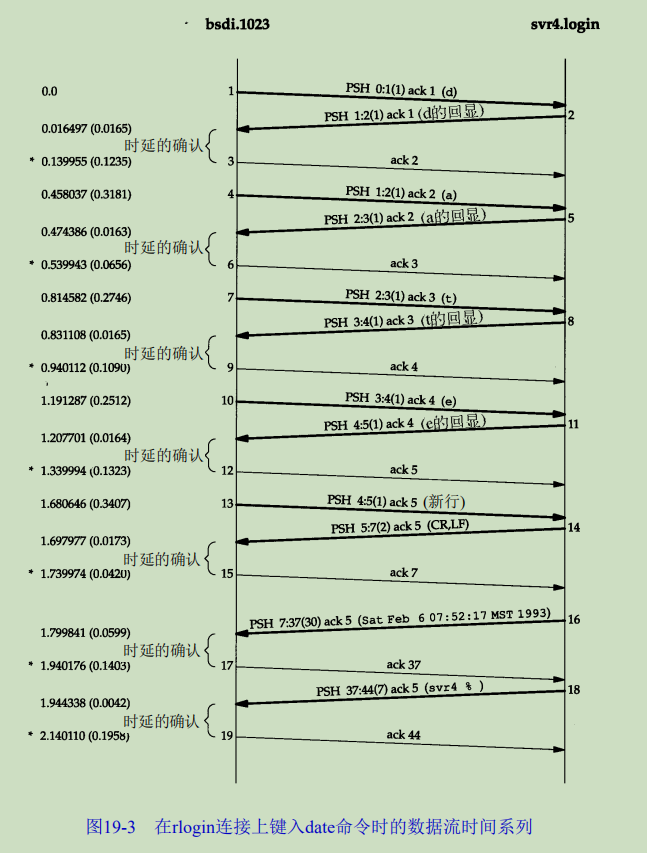 bsdi.1023 svr4.login
0.0 1 PSH 0:1(1) ack 1 (d)
PSH 1:2(1) ack 1 (d的回显) 2
0.016497 (0.0165)
时延的确认
* 0.139955 (0.1235) 3 ack 2
0.458037 (0.3181) 4 PSH 1:2(1) ack 2 (a)
PSH 2:3(1) ack 2 (a的回显) 5
0.474386 (0.0163)
时延的确认
* 0.539943 (0.0656) 6 ack 3
0.814582 (0.2746) 7 PSH 2:3(1) ack 3 (t)
PSH 3:4(1) ack 3 (t的回显) 8
0.831108 (0.0165)
时延的确认
* 0.940112 (0.1090) 9 ack 4
1.191287 (0.2512) 10 PSH 3:4(1) ack 4 (e)
PSH 4:5(1) ack 4 (e的回显) 11
1.207701 (0.0164)
时延的确认
* 1.339994 (0.1323) 12 ack 5
1.680646 (0.3407) 13 PSH 4:5(1) ack 5 (新行)
PSH 5:7(2) ack 5 (CR,LF) 14
1.697977 (0.0173)
时延的确认
* 1.739974 (0.0420) 15 ack 7
PSH 7:37(30) ack 5 (Sat Feb 6 07:52:17 MST 1993) 16
1.799841 (0.0599)
时延的确认
* 1.940176 (0.1403) 17 ack 37
PSH 37:44(7) ack 5 (svr4 % ) 18
1.944338 (0.0042)
时延的确认
* 2.140110 (0.1958) 19 ack 44
图19-3 在rlogin连接上键入date命令时的数据流时间系列